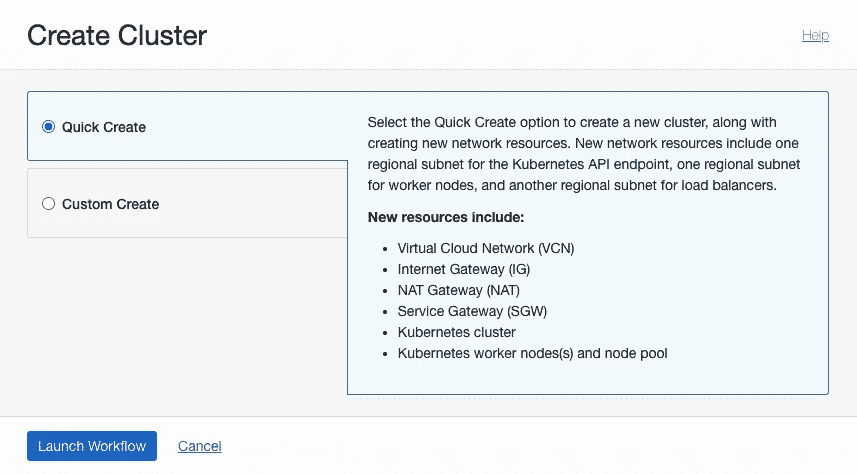 Create Cluster
Help
Quick Create
Custom Create
Select the Quick Create option to create a new cluster, along with
creating new network resources. New network resources include one
regional subnet for the Kubernetes API endpoint, one regional subnet
for worker nodes, and another regional subnet for load balancers.
New resources include:
• Virtual Cloud Network (VCN)
• Internet Gateway (IG)
• NAT Gateway (NAT)
• Service Gateway (SGW)
• Kubernetes cluster
• Kubernetes worker nodes(s) and node pool
Launch Workflow
Cancel